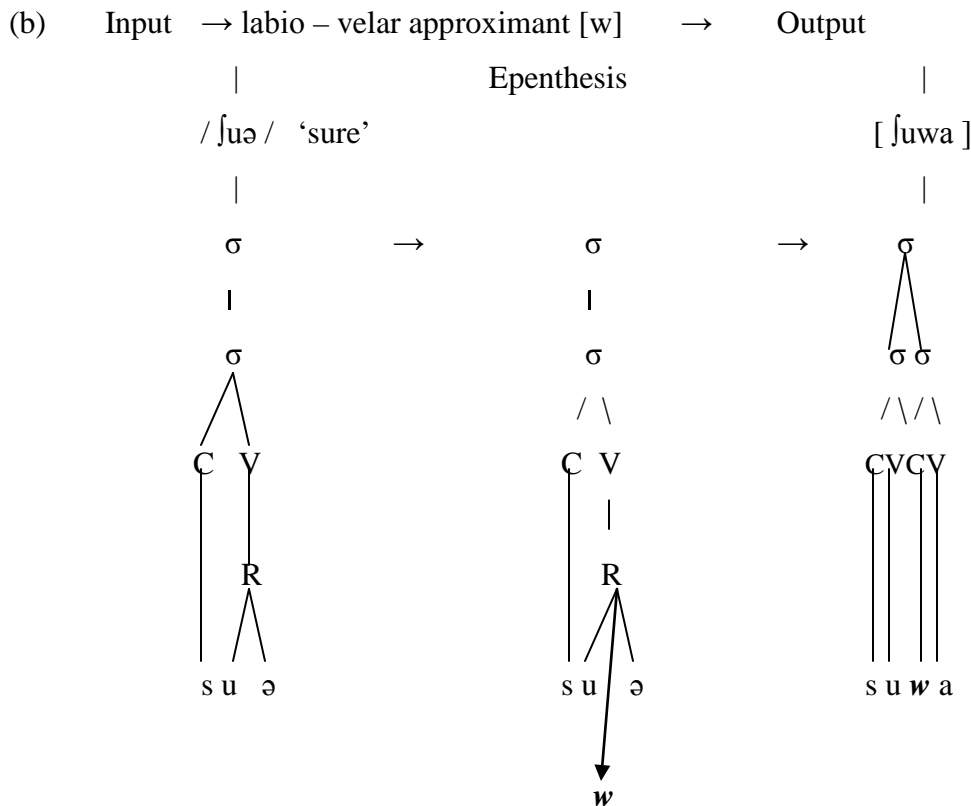 (b) Input → labio – velar approximant [w] → Output
| Epenthesis |
/ ʃuə / ‘sure’ [ ʃuwa ]
| |
σ → σ → σ
σ σ σ σ
/ \ / \ / \
C V C V CVCV
|
R R
s u ə s u ə s u w a
w